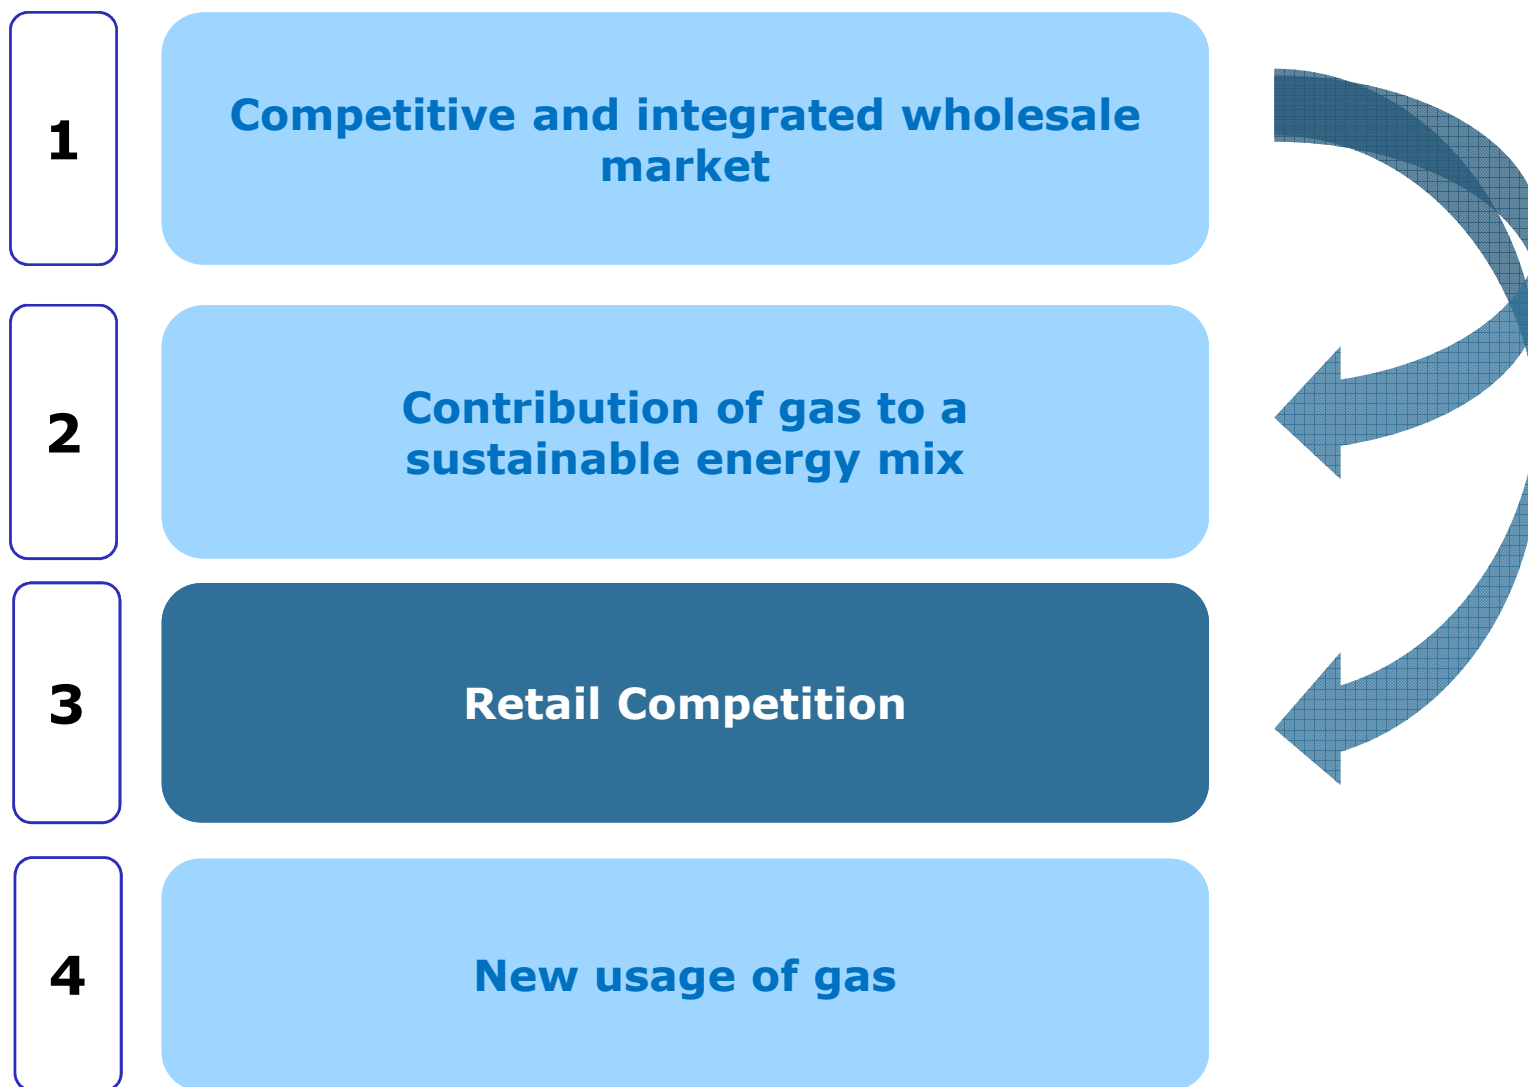 1
Competitive and integrated wholesale
market
2
Contribution of gas to a
sustainable energy mix
3
Retail Competition
4
New usage of gas